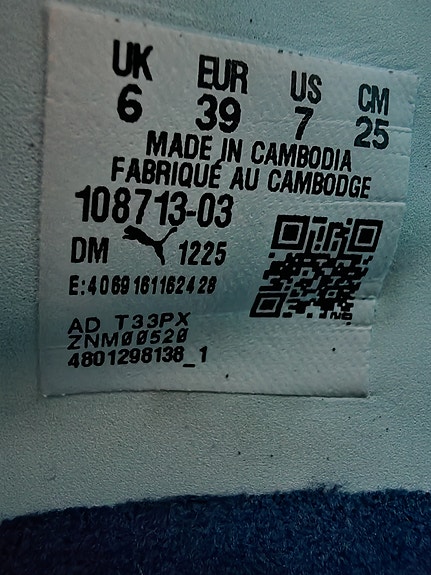 UK EUR US CM
6 39 7 25
MADE IN CAMBODIA
FABRIQUÉ AU CAMBODGE
108713-03
DM 1225
E:4069161162428
AD T33PX
ZNM00520
4801298138_1